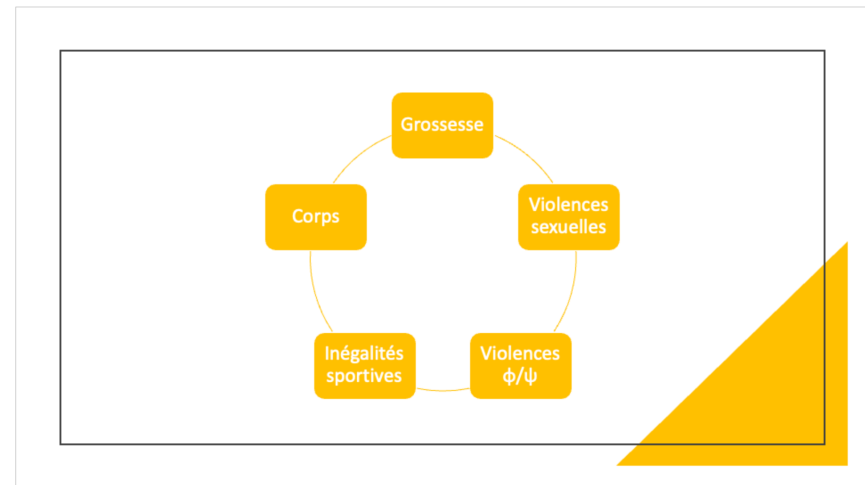 Grossesse
Corps
Violences
sexuelles
Inégalités
sportives
Violences
ϕ/ψ